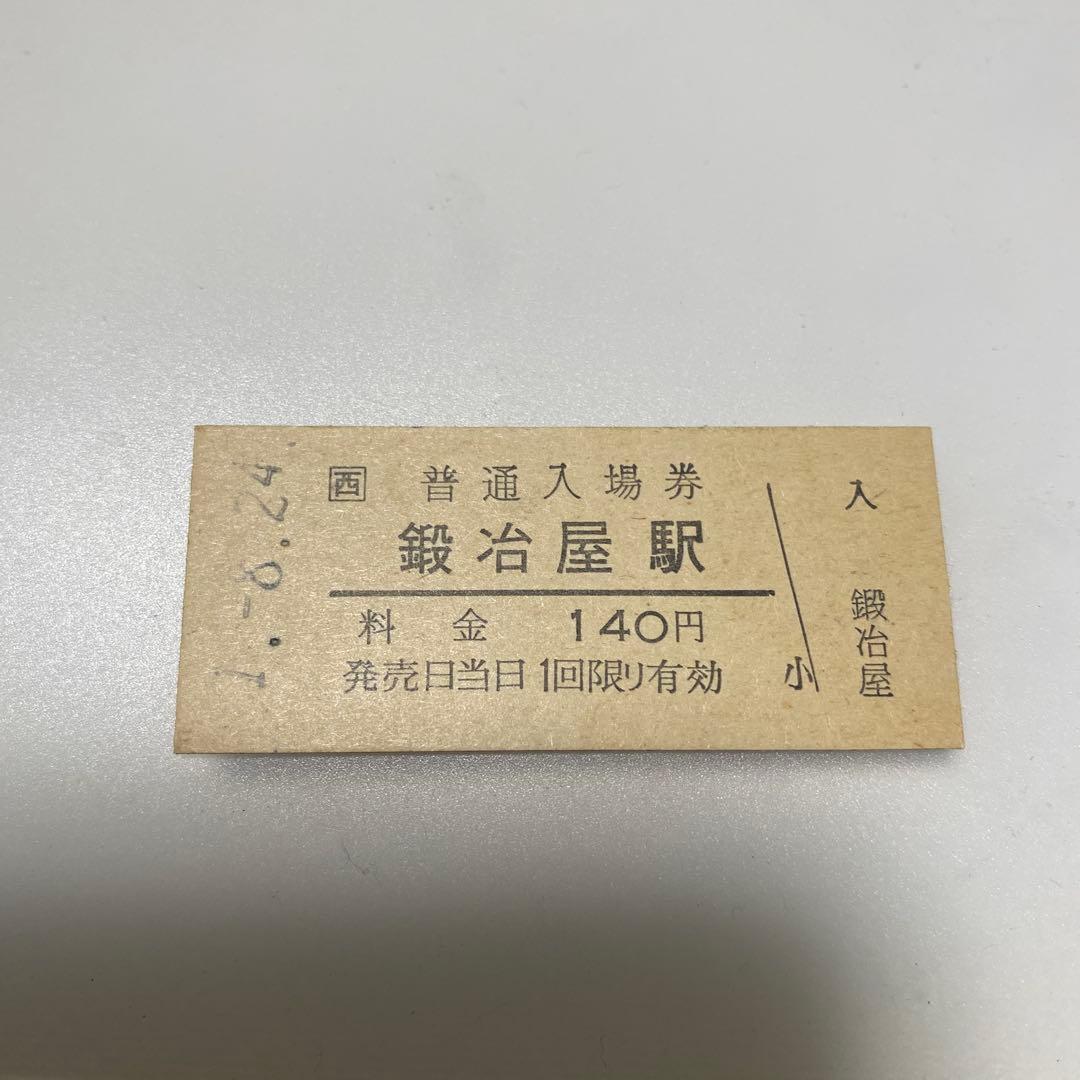 1.-8.24
西 普通入場券
鍛冶屋駅
料金 140円
発売日当日1回限り有効
小
入
鍛冶屋